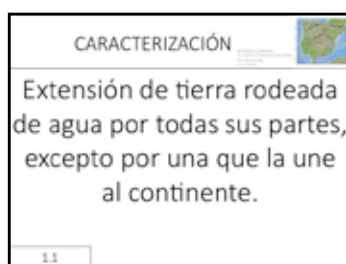 CARACTERIZACIÓN
Extensión de tierra rodeada
de agua por todas sus partes,
excepto por una que la une
al continente.
1.1